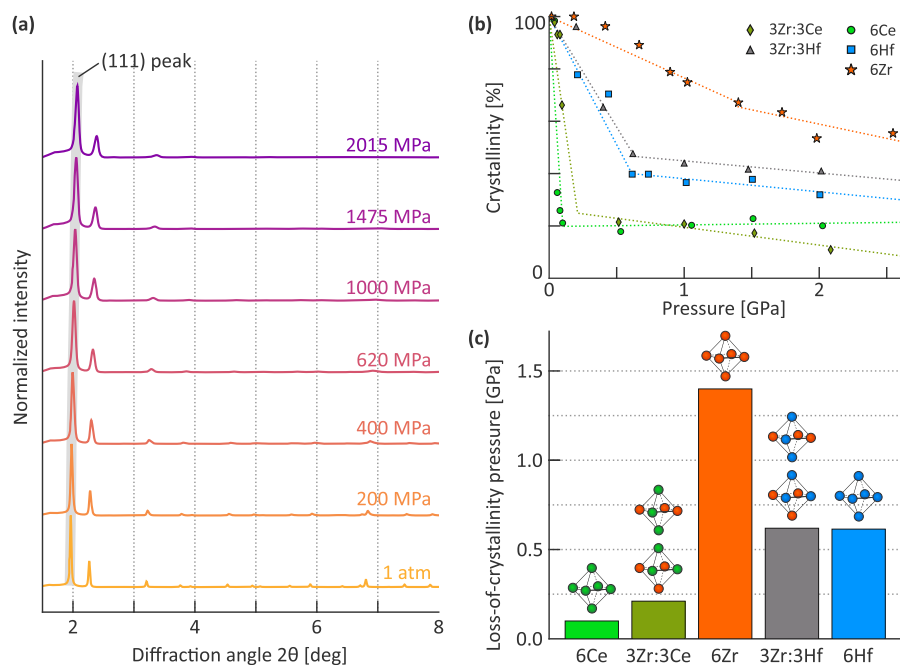 (a)
(111) peak
2015 MPa
1475 MPa
1000 MPa
620 MPa
400 MPa
200 MPa
1 atm
Normalized intensity
2 4 6 8
Diffraction angle 2θ [deg]
(b)
3Zr:3Ce 6Ce
3Zr:3Hf 6Hf
6Zr
100
0
Crystallinity [%]
0 1 2
Pressure [GPa]
(c)
1.5
1.0
0.5
0.0
Loss-of-crystallinity pressure [GPa]
6Ce 3Zr:3Ce 6Zr 3Zr:3Hf 6Hf